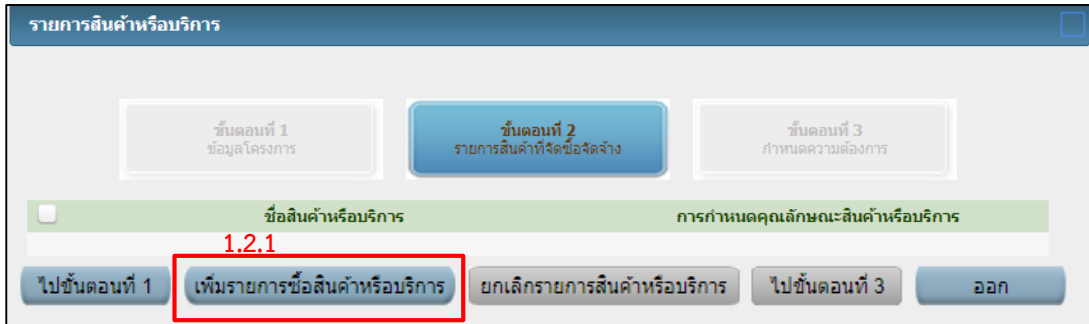 รายการสินค้าหรือบริการ
ขั้นตอนที่ 1
ข้อมูลโครงการ
ขั้นตอนที่ 2
รายการสินค้าที่จัดซื้อจัดจ้าง
ขั้นตอนที่ 3
กำหนดความต้องการ
ชื่อสินค้าหรือบริการ การกำหนดคุณลักษณะสินค้าหรือบริการ
1.2.1
ไปขั้นตอนที่ 1 เพิ่มรายการซื้อสินค้าหรือบริการ ยกเลิกรายการสินค้าหรือบริการ ไปขั้นตอนที่ 3 ออก